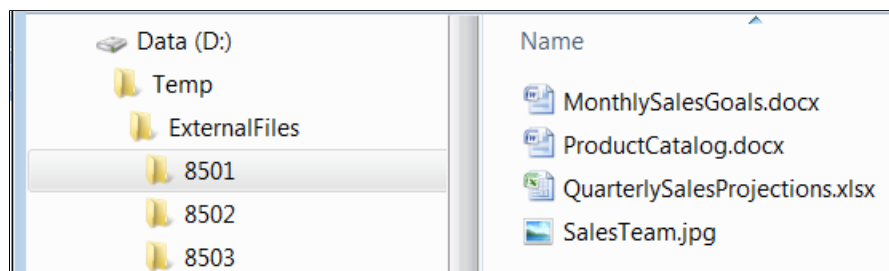 Data (D:)
Temp
ExternalFiles
8501
8502
8503
Name
MonthlySalesGoals.docx
ProductCatalog.docx
QuarterlySalesProjections.xlsx
SalesTeam.jpg